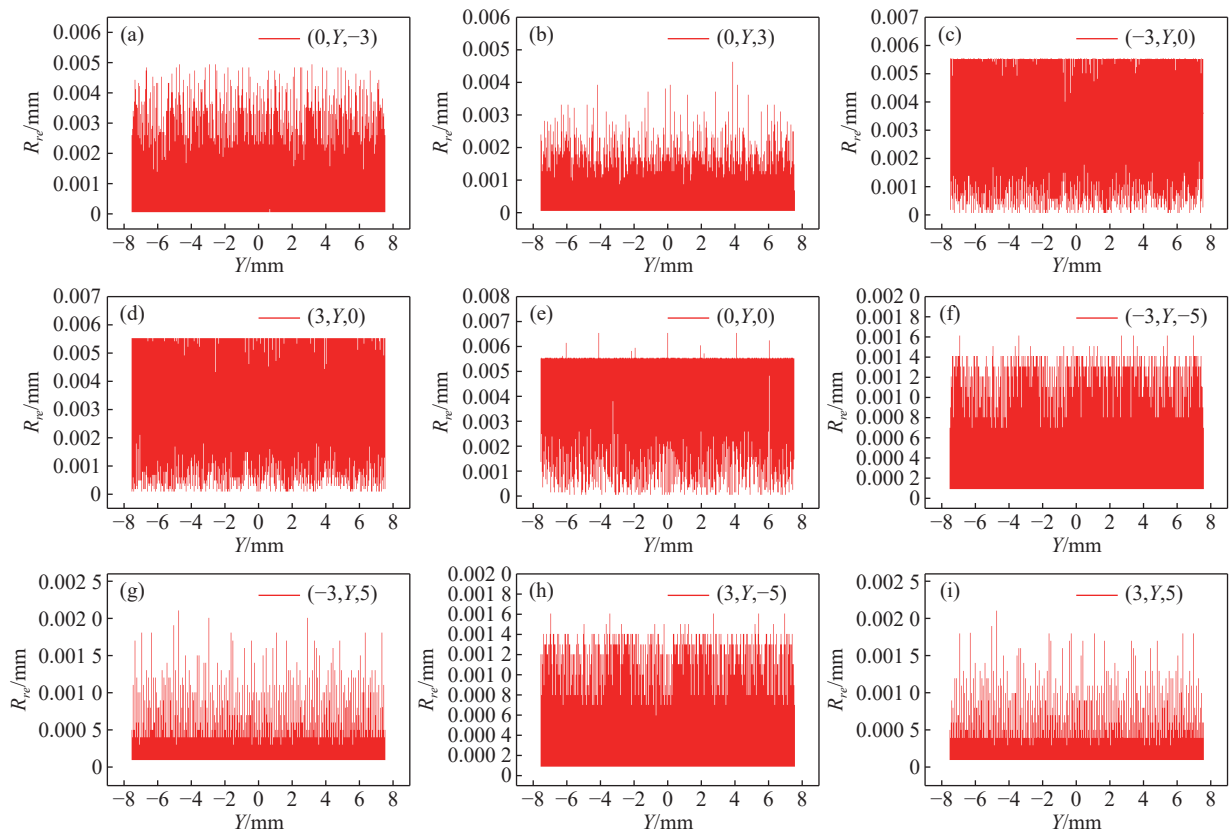 (a)
(0,Y,−3)
0.006
0.005
0.004
0.003
0.002
0.001
0
R_re/mm
−8 −6 −4 −2 0 2 4 6 8
Y/mm
(b)
(0,Y,3)
0.006
0.005
0.004
0.003
0.002
0.001
0
R_re/mm
−8 −6 −4 −2 0 2 4 6 8
Y/mm
(c)
(−3,Y,0)
0.007
0.006
0.005
0.004
0.003
0.002
0.001
0
R_re/mm
−8 −6 −4 −2 0 2 4 6 8
Y/mm
(d)
(3,Y,0)
0.007
0.006
0.005
0.004
0.003
0.002
0.001
0
R_re/mm
−8 −6 −4 −2 0 2 4 6 8
Y/mm
(e)
(0,Y,0)
0.008
0.007
0.006
0.005
0.004
0.003
0.002
0.001
0
R_re/mm
−8 −6 −4 −2 0 2 4 6 8
Y/mm
(f)
(−3,Y,−5)
0.002 0
0.001 8
0.001 6
0.001 4
0.001 2
0.001 0
0.000 8
0.000 6
0.000 4
0.000 2
0
R_re/mm
−8 −6 −4 −2 0 2 4 6 8
Y/mm
(g)
(−3,Y,5)
0.002 5
0.002 0
0.001 5
0.001 0
0.000 5
0
R_re/mm
−8 −6 −4 −2 0 2 4 6 8
Y/mm
(h)
(3,Y,−5)
0.002 0
0.001 8
0.001 6
0.001 4
0.001 2
0.000 1
0.000 8
0.000 6
0.000 4
0.000 2
0
R_re/mm
−8 −6 −4 −2 0 2 4 6 8
Y/mm
(i)
(3,Y,5)
0.002 5
0.002 0
0.001 5
0.001 0
0.000 5
0
R_re/mm
−8 −6 −4 −2 0 2 4 6 8
Y/mm